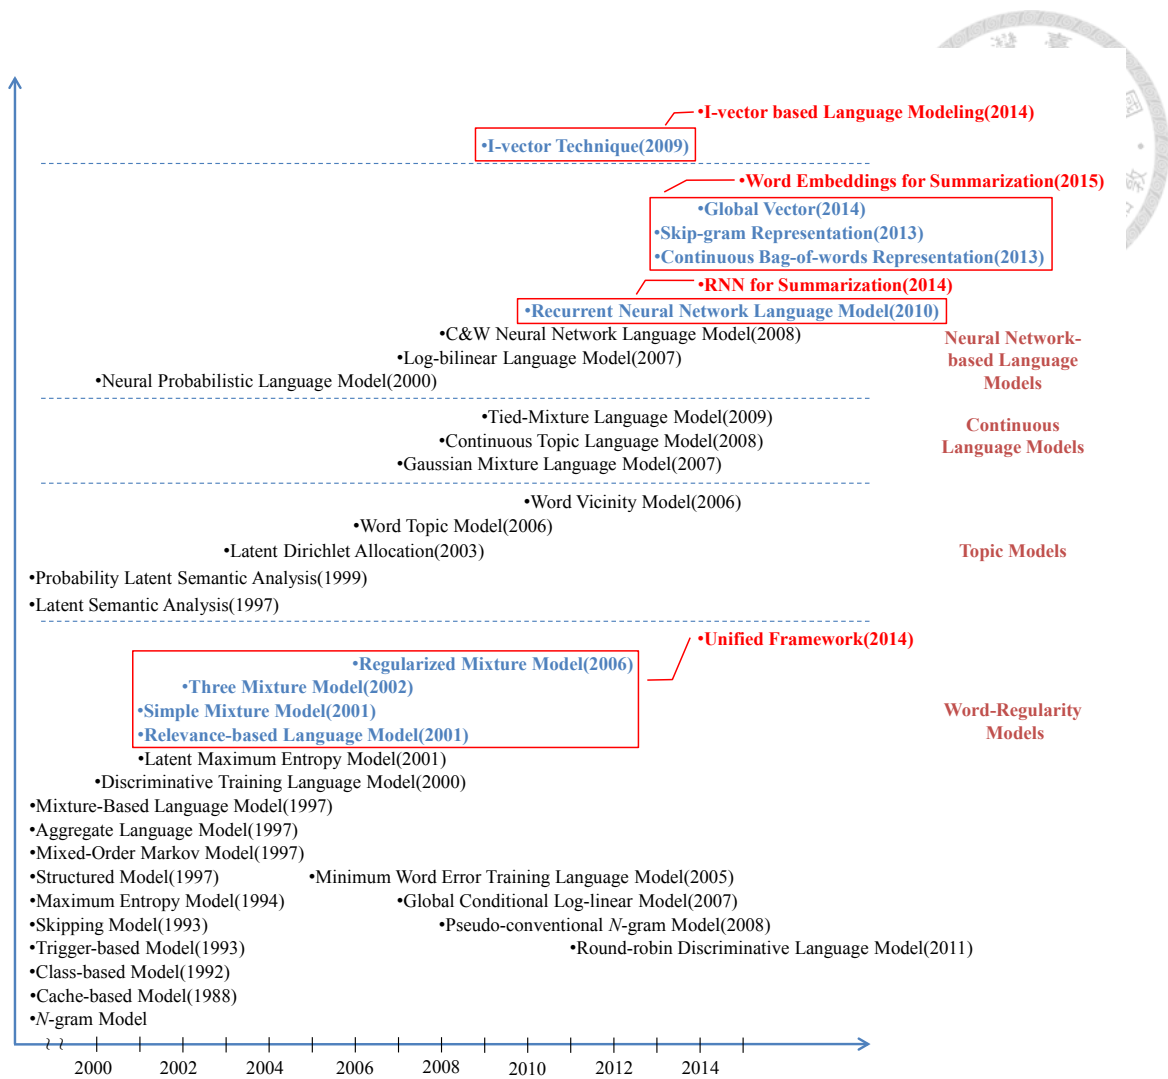 •I-vector based Language Modeling(2014)
•I-vector Technique(2009)
•Word Embeddings for Summarization(2015)
•Global Vector(2014)
•Skip-gram Representation(2013)
•Continuous Bag-of-words Representation(2013)
•RNN for Summarization(2014)
•Recurrent Neural Network Language Model(2010)
•C&W Neural Network Language Model(2008)
•Log-bilinear Language Model(2007)
•Neural Probabilistic Language Model(2000)
Neural Network-
based Language
Models
•Tied-Mixture Language Model(2009)
•Continuous Topic Language Model(2008)
•Gaussian Mixture Language Model(2007)
Continuous
Language Models
•Word Vicinity Model(2006)
•Word Topic Model(2006)
•Latent Dirichlet Allocation(2003)
•Probability Latent Semantic Analysis(1999)
•Latent Semantic Analysis(1997)
Topic Models
•Unified Framework(2014)
•Regularized Mixture Model(2006)
•Three Mixture Model(2002)
•Simple Mixture Model(2001)
•Relevance-based Language Model(2001)
Word-Regularity
Models
•Latent Maximum Entropy Model(2001)
•Discriminative Training Language Model(2000)
•Mixture-Based Language Model(1997)
•Aggregate Language Model(1997)
•Mixed-Order Markov Model(1997)
•Structured Model(1997) •Minimum Word Error Training Language Model(2005)
•Maximum Entropy Model(1994) •Global Conditional Log-linear Model(2007)
•Skipping Model(1993) •Pseudo-conventional N-gram Model(2008)
•Trigger-based Model(1993) •Round-robin Discriminative Language Model(2011)
•Class-based Model(1992)
•Cache-based Model(1988)
•N-gram Model
2000 2002 2004 2006 2008 2010 2012 2014